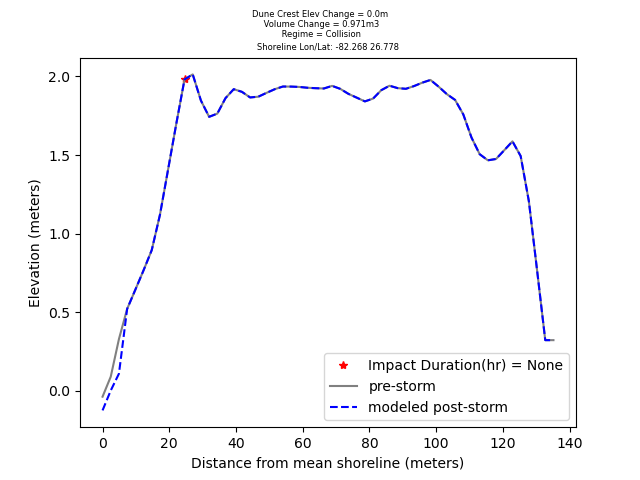 Dune Crest Elev Change = 0.0m
Volume Change = 0.971m3
Regime = Collision
Shoreline Lon/Lat: -82.268 26.778
2.0
1.5
1.0
0.5
0.0
Elevation (meters)
Impact Duration(hr) = None
pre-storm
modeled post-storm
0 20 40 60 80 100 120 140
Distance from mean shoreline (meters)